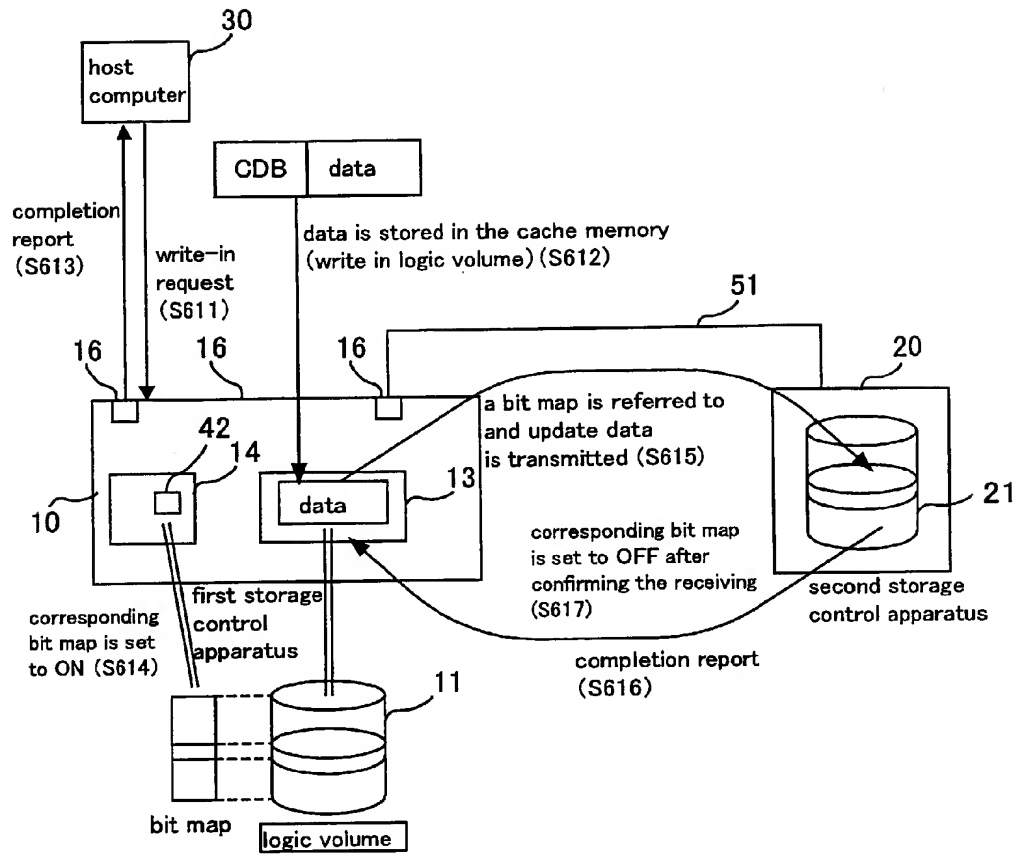 30
host
computer
CDB data
completion
report
(S613)
write-in
request
(S611)
data is stored in the cache memory
(write in logic volume) (S612)
51
16
16
16
20
a bit map is referred to
and update data
is transmitted (S615)
42
14
13
10
data
21
corresponding bit map
is set to OFF after
confirming the receiving
(S617)
second storage
control apparatus
first storage
control
apparatus
corresponding
bit map is set
to ON (S614)
completion report
(S616)
11
bit map
logic volume